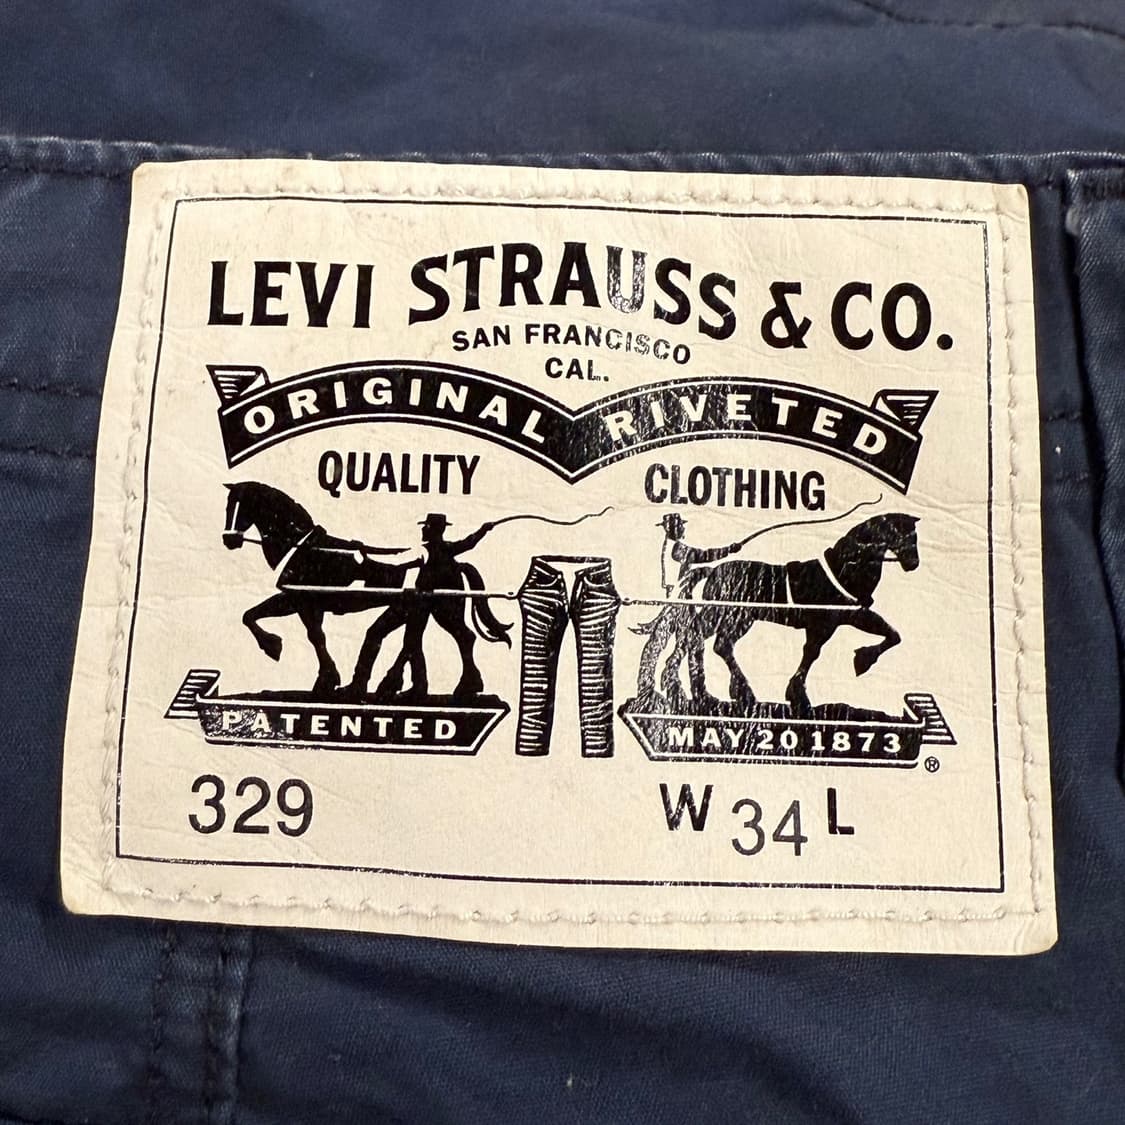 LEVI STRAUSS & CO.
SAN FRANCISCO
CAL.
ORIGINAL RIVETED
QUALITY CLOTHING
PATENTED MAY 20 1873 ®
329 W 34 L